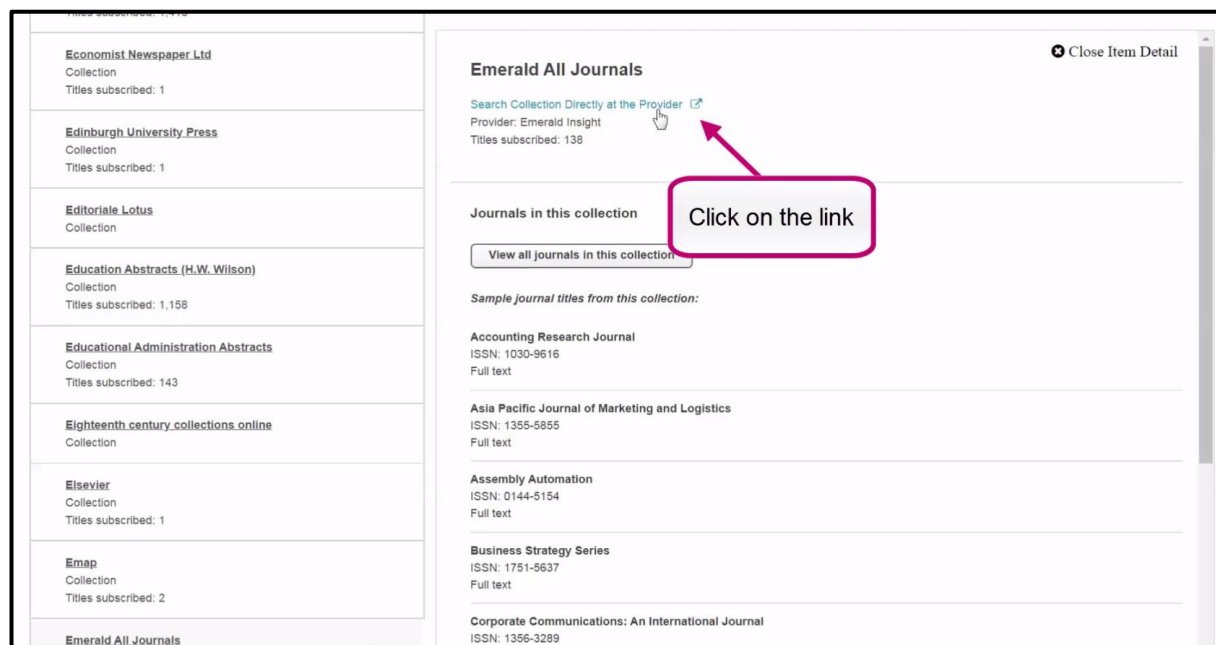 Titles subscribed: 1,418
Economist Newspaper Ltd
Collection
Titles subscribed: 1
Edinburgh University Press
Collection
Titles subscribed: 1
Editoriale Lotus
Collection
Education Abstracts (H.W. Wilson)
Collection
Titles subscribed: 1,158
Educational Administration Abstracts
Collection
Titles subscribed: 143
Eighteenth century collections online
Collection
Elsevier
Collection
Titles subscribed: 1
Emap
Collection
Titles subscribed: 2
Emerald All Journals
Close Item Detail
Emerald All Journals
Search Collection Directly at the Provider
Provider: Emerald Insight
Titles subscribed: 138
Click on the link
Journals in this collection
View all journals in this collection
Sample journal titles from this collection:
Accounting Research Journal
ISSN: 1030-9616
Full text
Asia Pacific Journal of Marketing and Logistics
ISSN: 1355-5855
Full text
Assembly Automation
ISSN: 0144-5154
Full text
Business Strategy Series
ISSN: 1751-5637
Full text
Corporate Communications: An International Journal
ISSN: 1356-3289